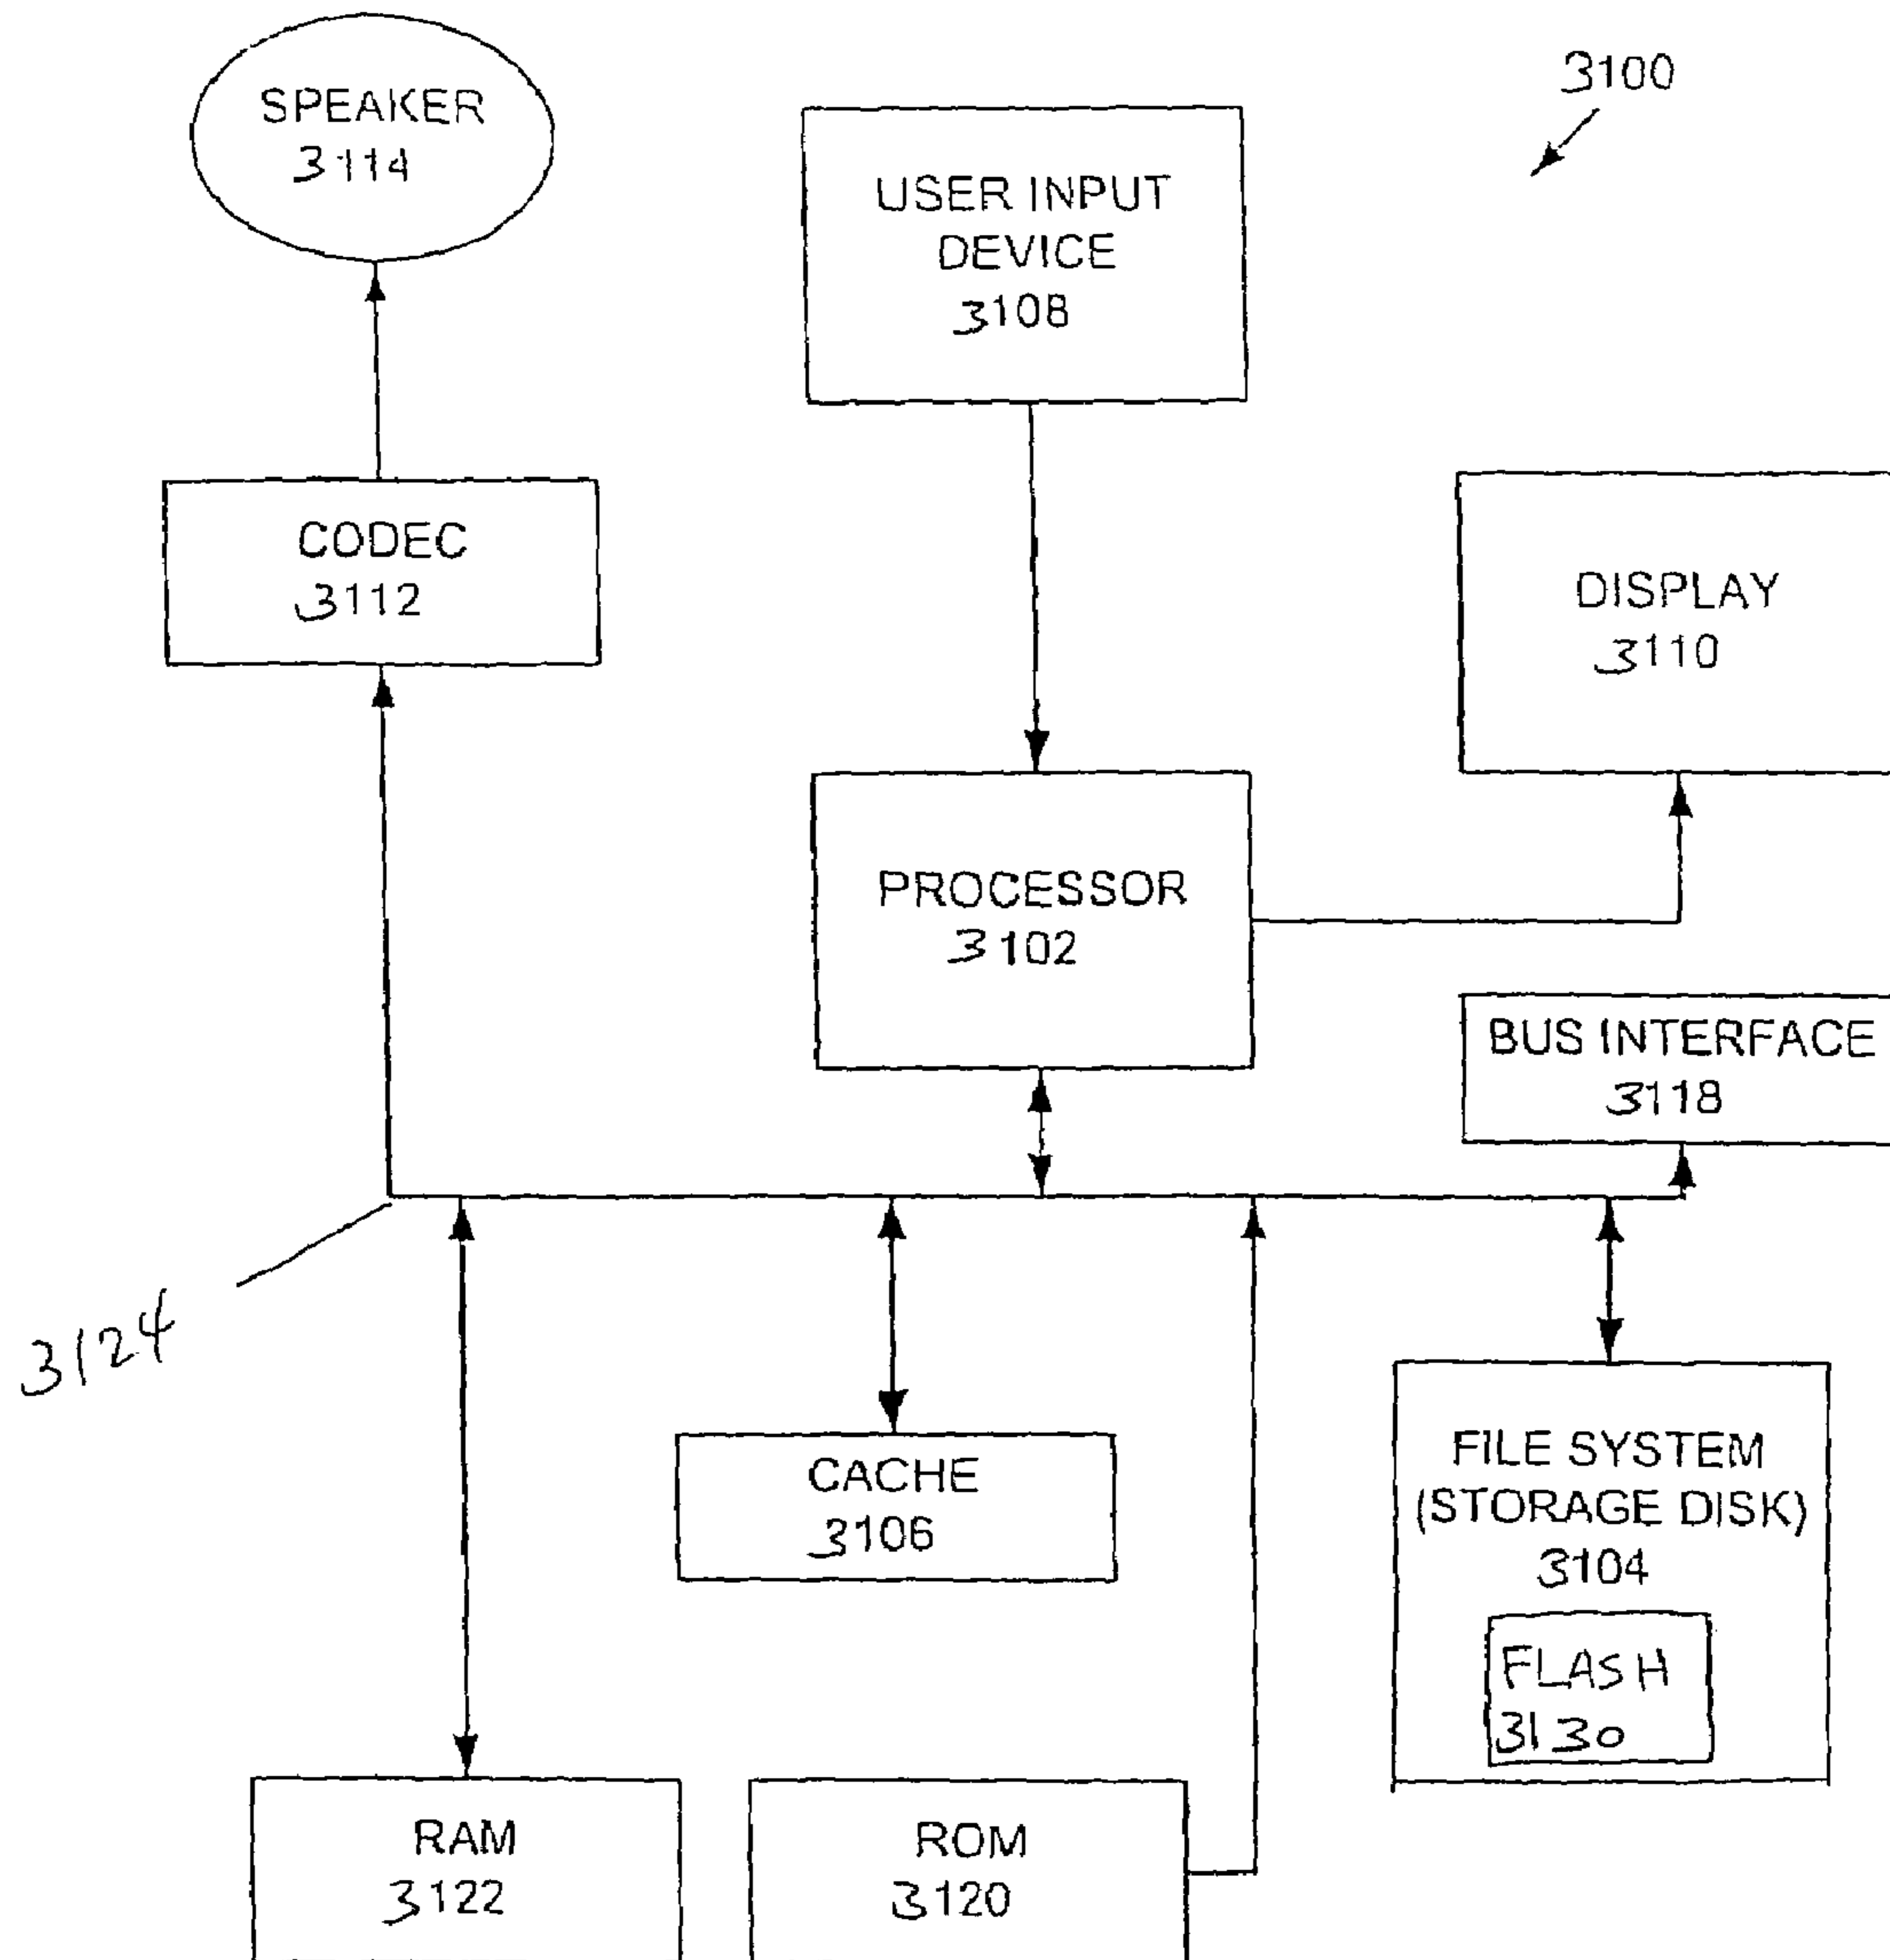 3100
SPEAKER
3114
USER INPUT
DEVICE
3108
CODEC
3112
DISPLAY
3110
PROCESSOR
3102
BUS INTERFACE
3118
3124
CACHE
3106
FILE SYSTEM
(STORAGE DISK)
3104
FLASH
3130
RAM
3122
ROM
3120